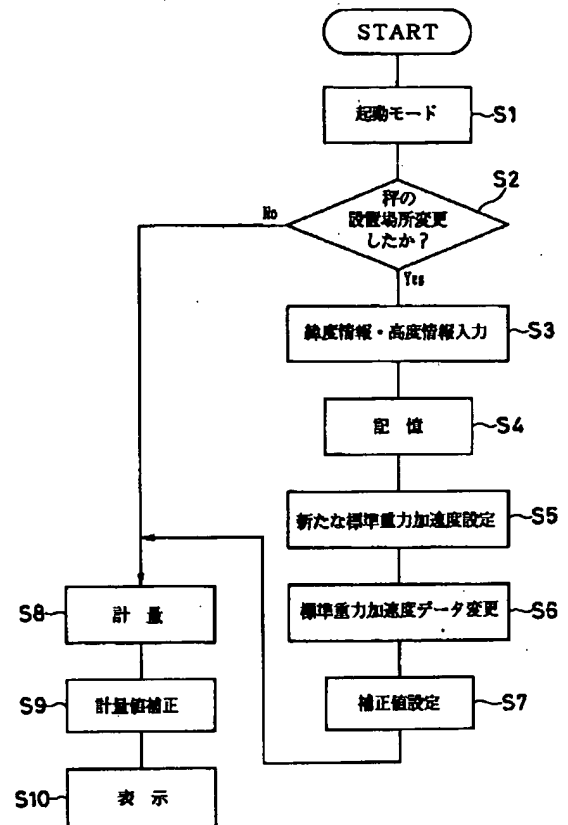 START
起動モード
S1
秤の
設置場所変更
したか？
S2
No
Yes
緯度情報・高度情報入力
S3
記 憶
S4
新たな標準重力加速度設定
S5
標準重力加速度データ変更
S6
補正値設定
S7
S8
計 量
S9
計量値補正
S10
表 示